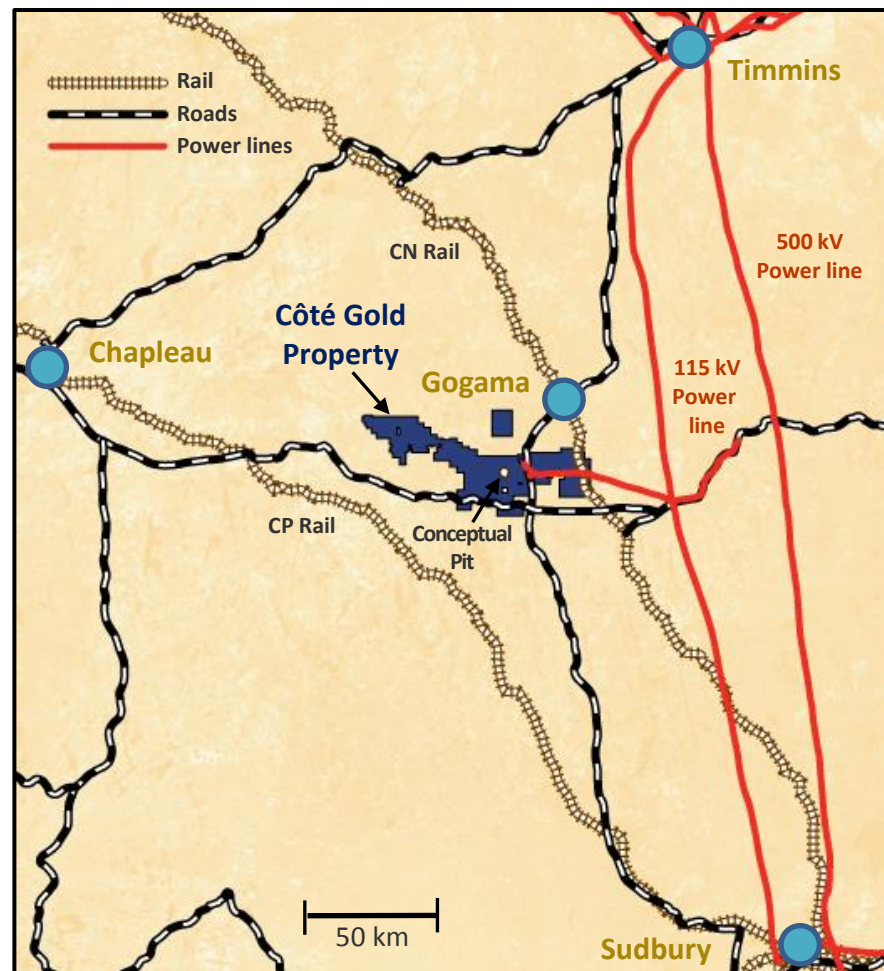 Timmins
Rail
Roads
Power lines
CN Rail
500 kV
Power line
Côté Gold
Property
Chapleau
Gogama
115 kV
Power
line
CP Rail
Conceptual
Pit
50 km
Sudbury